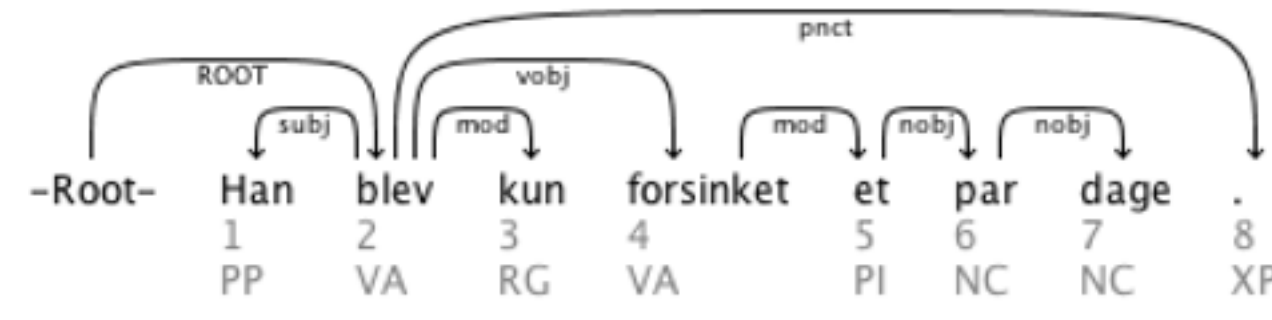 pnct
ROOT vobj
subj mod mod nobj nobj
-Root- Han blev kun forsinket et par dage .
1 2 3 4 5 6 7 8
PP VA RG VA PI NC NC